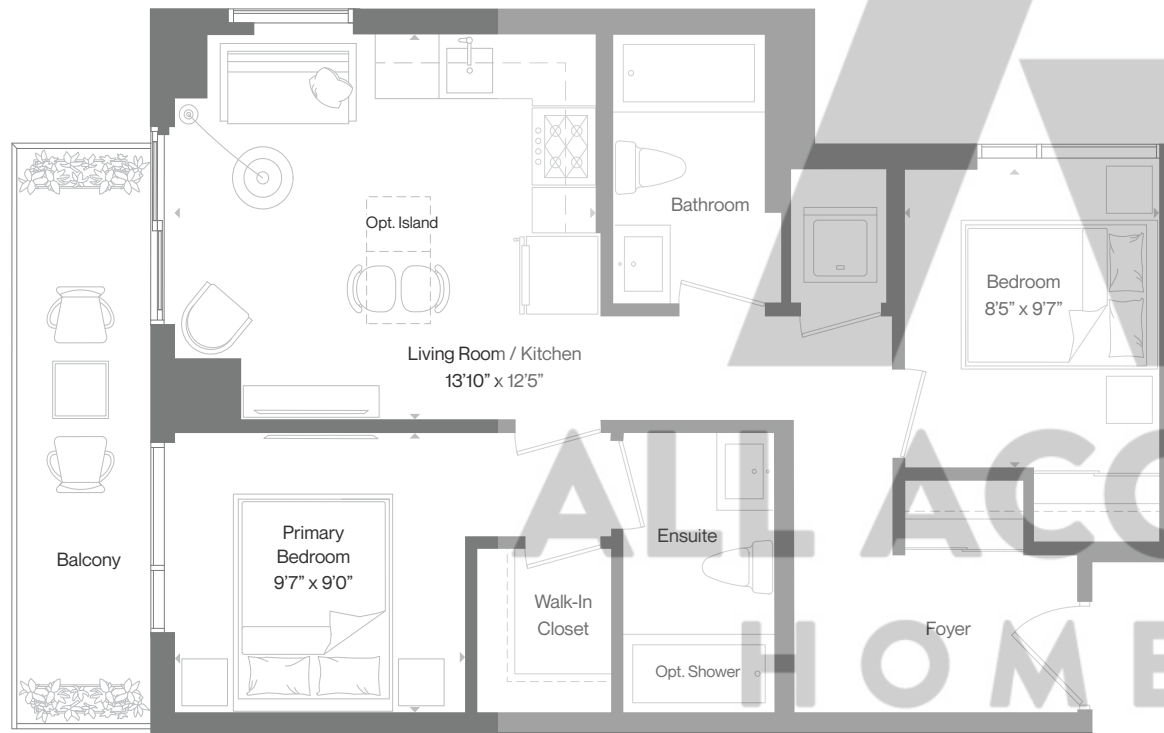 Opt. Island
Bathroom
Bedroom
8'5" x 9'7"
Living Room / Kitchen
13'10" x 12'5"
Primary
Bedroom
9'7" x 9'0"
Balcony
Ensuite
Walk-In
Closet
Opt. Shower
Foyer
ALL ACC
HOME